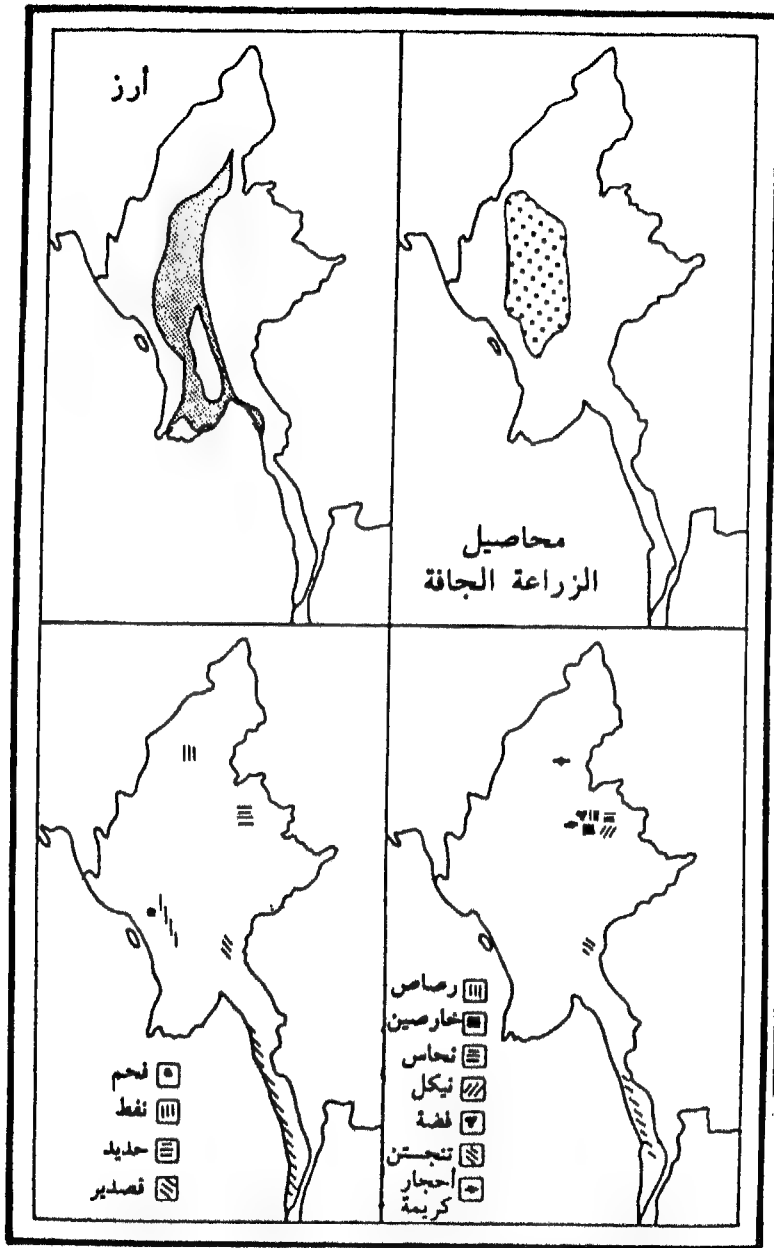 أرز
محاصيل
الزراعة الجافة
رصاص
خارصين
نحاس
نيكل
فضة
تنجستن
أحجار
كريمة
فحم
نفط
حديد
قصدير